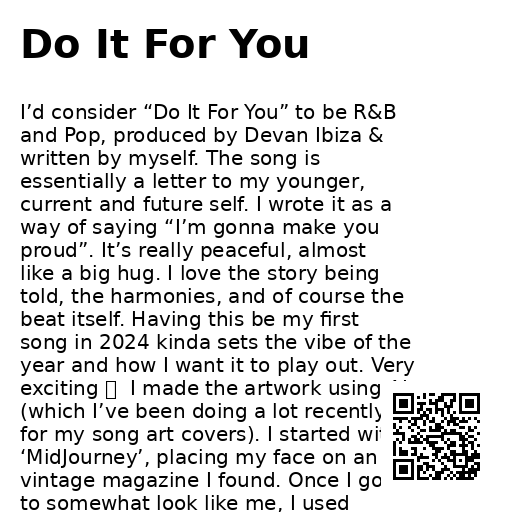 Do It For You
I’d consider “Do It For You” to be R&B
and Pop, produced by Devan Ibiza &
written by myself. The song is
essentially a letter to my younger,
current and future self. I wrote it as a
way of saying “I’m gonna make you
proud”. It’s really peaceful, almost
like a big hug. I love the story being
told, the harmonies, and of course the
beat itself. Having this be my first
song in 2024 kinda sets the vibe of the
year and how I want it to play out. Very
exciting I made the artwork using
(which I’ve been doing a lot recently
for my song art covers). I started
‘MidJourney’, placing my face on an
vintage magazine I found. Once I
to somewhat look like me, I used